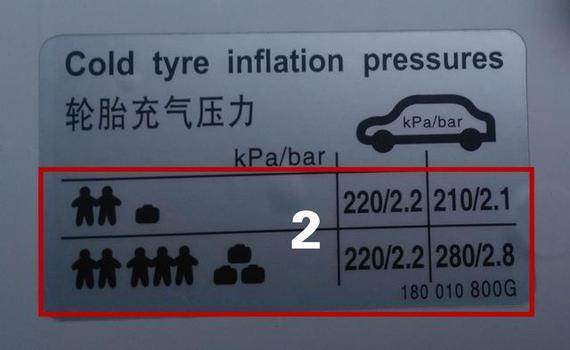 Cold tyre inflation pressures
轮胎充气压力
kPa/bar
kPa/bar
220/2.2 210/2.1
2
220/2.2 280/2.8
180 010 800G